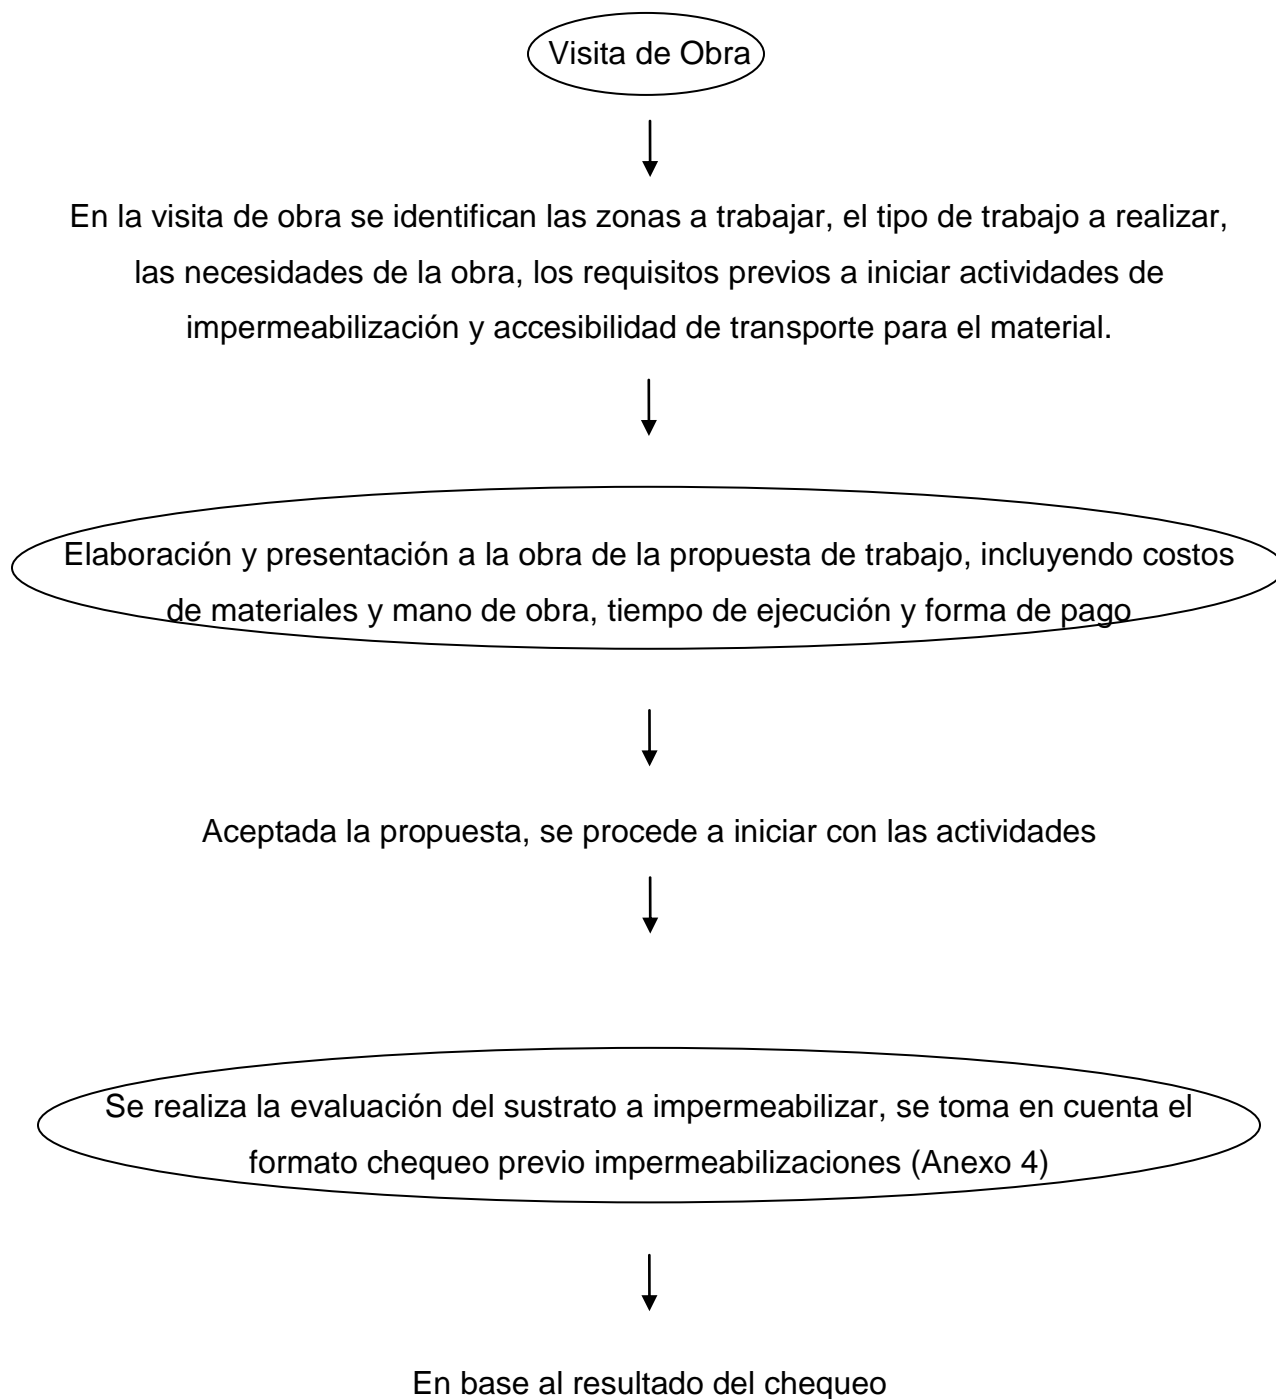 Visita de Obra
En la visita de obra se identifican las zonas a trabajar, el tipo de trabajo a realizar,
las necesidades de la obra, los requisitos previos a iniciar actividades de
impermeabilización y accesibilidad de transporte para el material.
Elaboración y presentación a la obra de la propuesta de trabajo, incluyendo costos
de materiales y mano de obra, tiempo de ejecución y forma de pago
Aceptada la propuesta, se procede a iniciar con las actividades
Se realiza la evaluación del sustrato a impermeabilizar, se toma en cuenta el
formato chequeo previo impermeabilizaciones (Anexo 4)
En base al resultado del chequeo